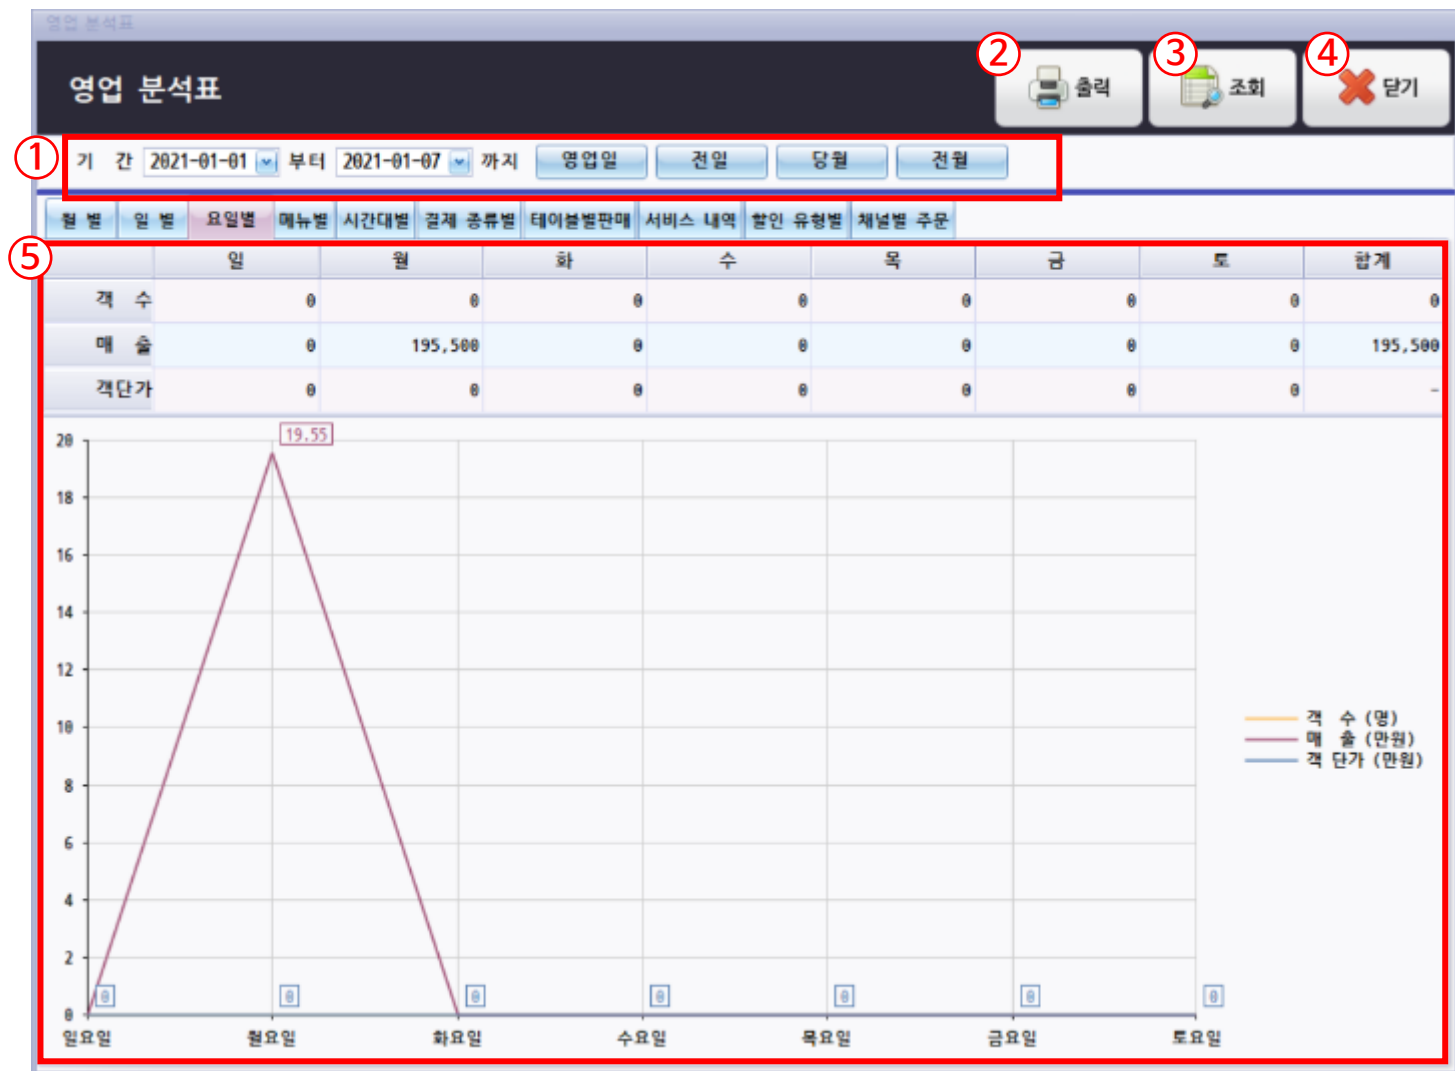 영업 분석표
영업 분석표
② 출력 ③ 조회 ④ 닫기
① 기 간 2021-01-01 부터 2021-01-07 까지 영업일 전일 당월 전월
월 별 일 별 요일별 메뉴별 시간대별 결제 종류별 테이블별판매 서비스 내역 할인 유형별 채널별 주문
⑤ 일 월 화 수 목 금 토 합계
객 수 0 0 0 0 0 0 0 0
매 출 0 195,500 0 0 0 0 0 195,500
객단가 0 0 0 0 0 0 0 -
19.55
20
18
16
14
12
10
8
6
4
2
0
0 0 0 0 0 0 0
일요일 월요일 화요일 수요일 목요일 금요일 토요일
객 수 (명)
매 출 (만원)
객 단가 (만원)